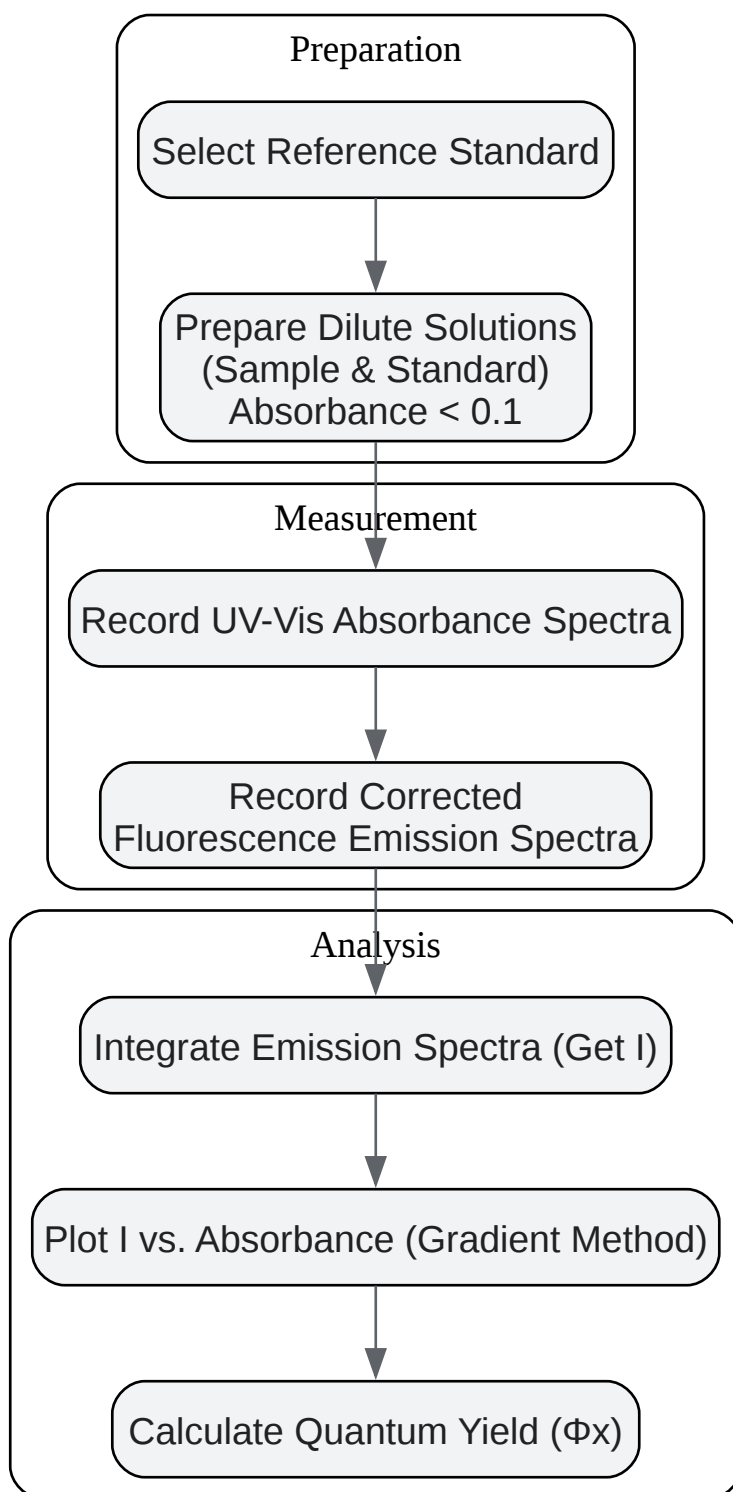 Preparation
Select Reference Standard
Prepare Dilute Solutions
(Sample & Standard)
Absorbance < 0.1
Measurement
Record UV-Vis Absorbance Spectra
Record Corrected
Fluorescence Emission Spectra
Analysis
Integrate Emission Spectra (Get I)
Plot I vs. Absorbance (Gradient Method)
Calculate Quantum Yield (Φx)